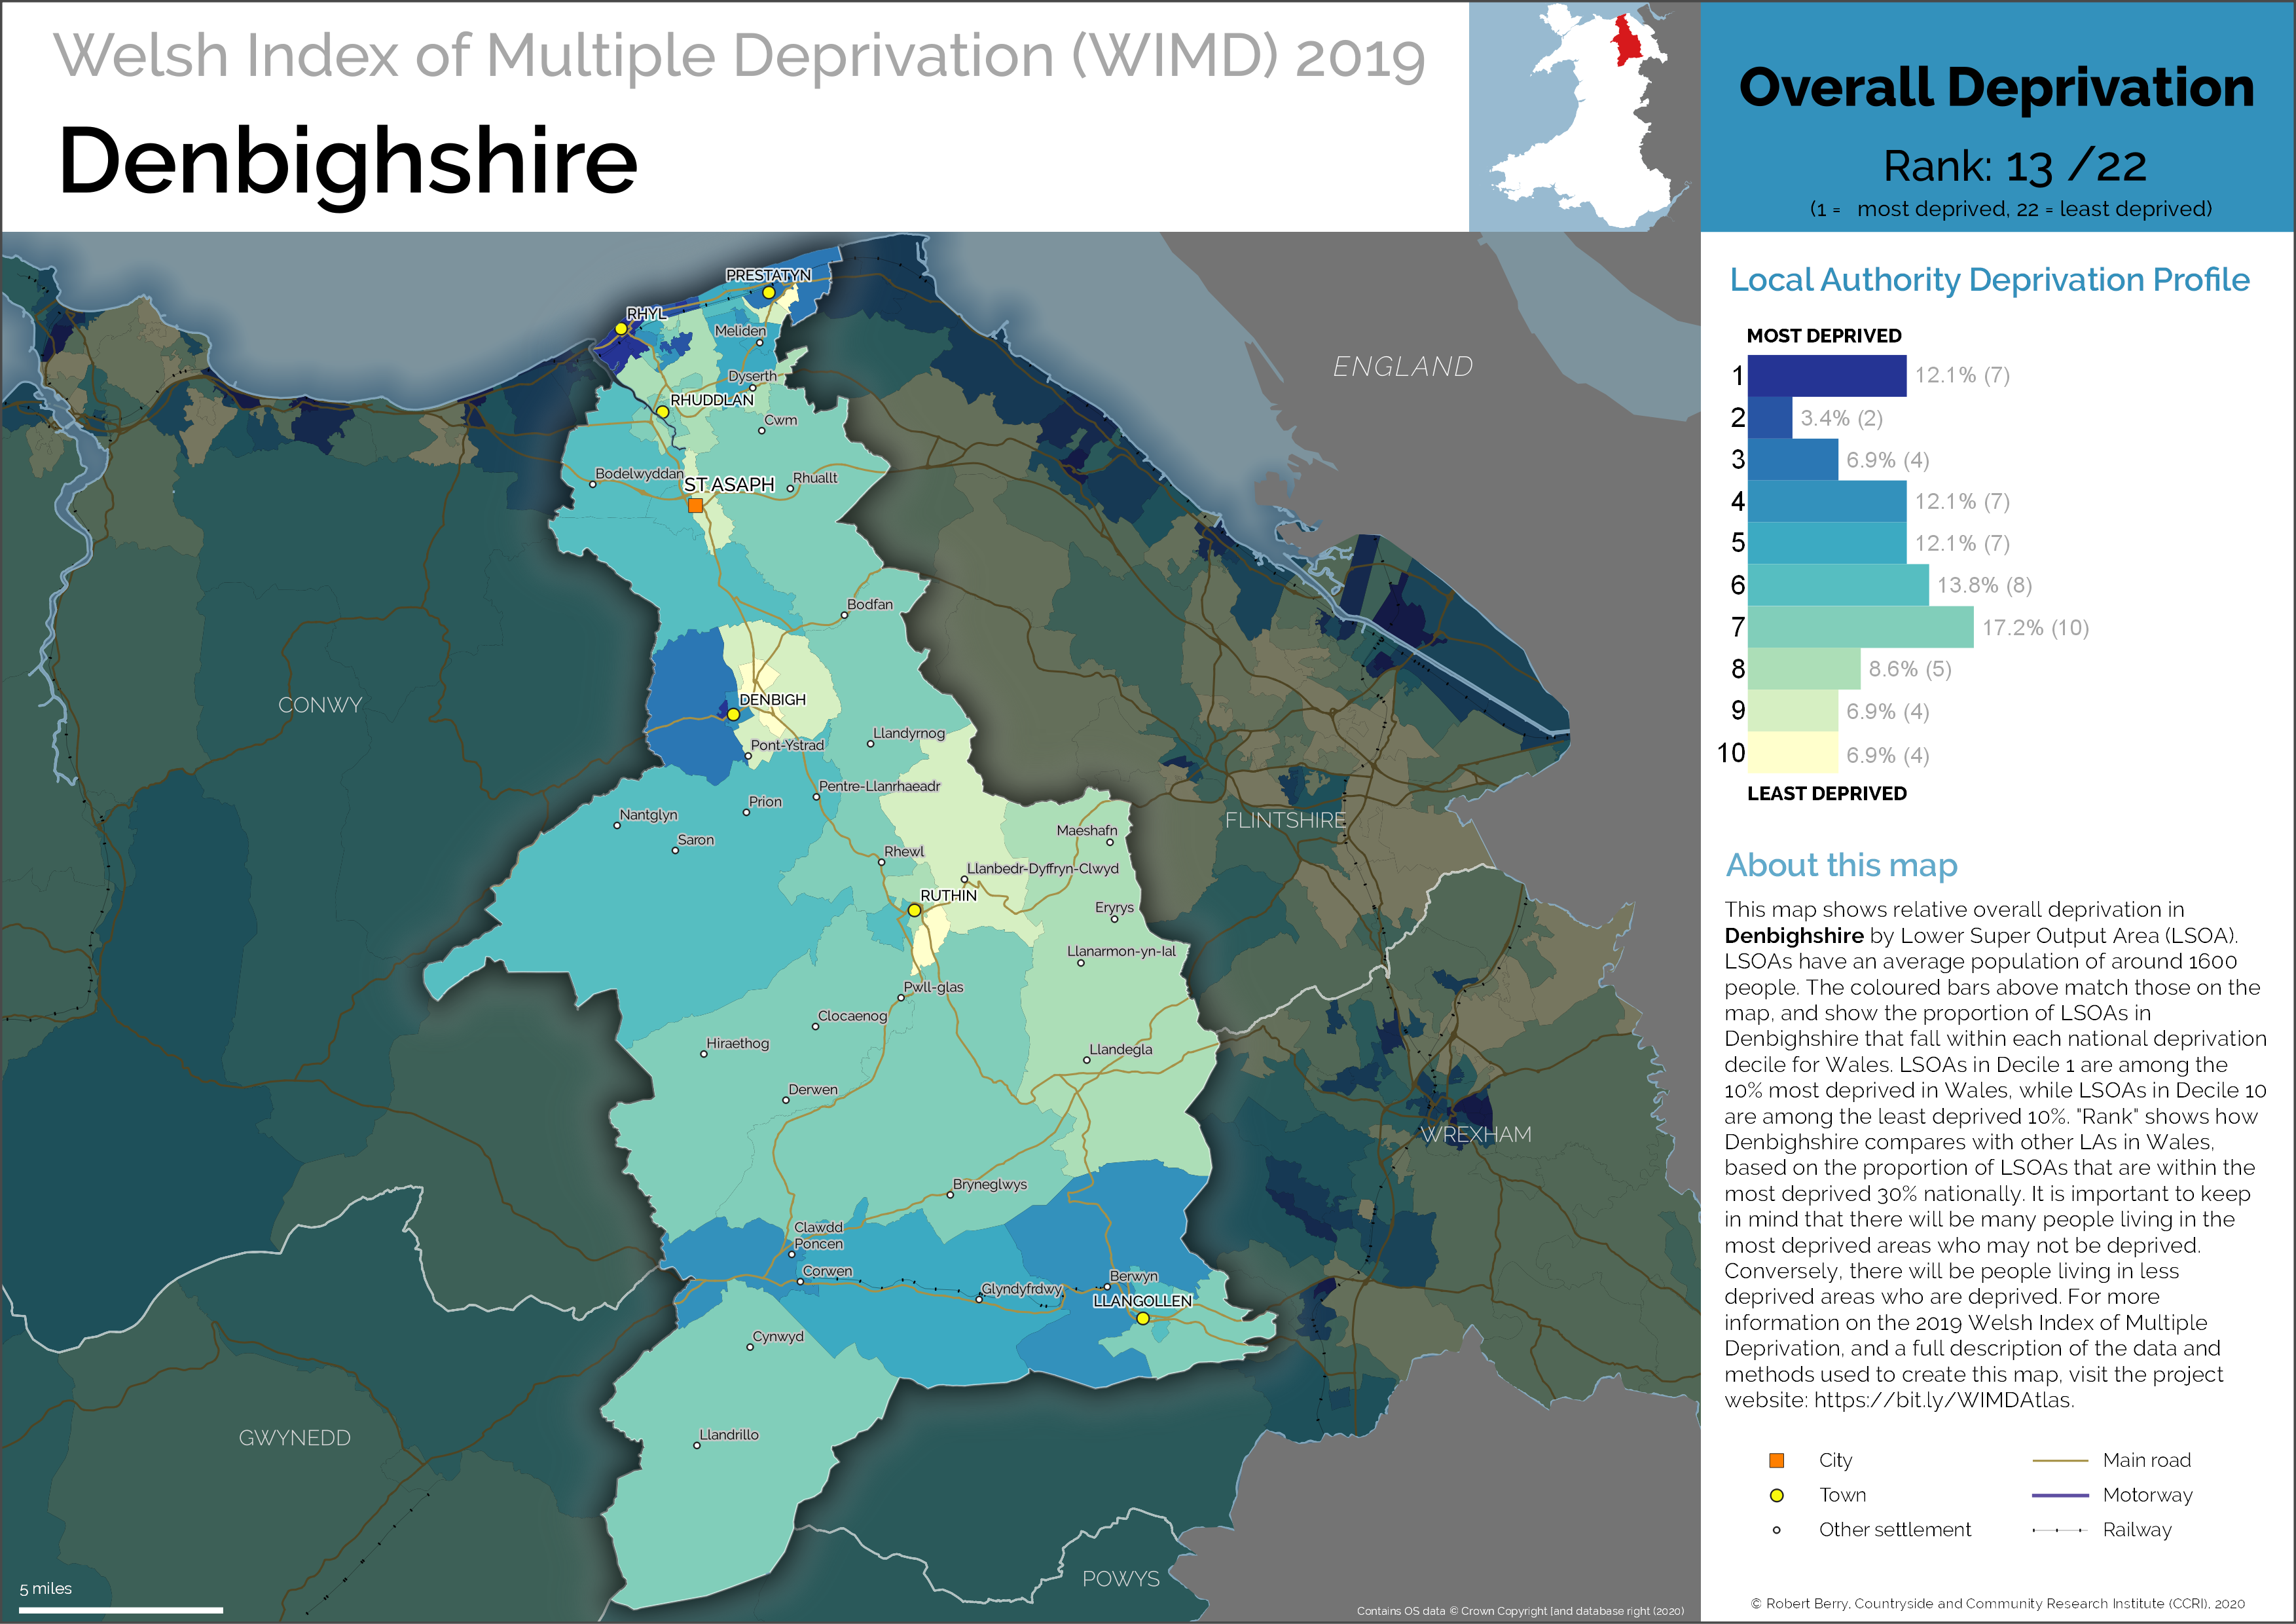 Welsh Index of Multiple Deprivation (WIMD) 2019
Denbighshire
Overall Deprivation
Rank: 13 /22
(1 = most deprived, 22 = least deprived)
Local Authority Deprivation Profile
MOST DEPRIVED
1 12.1% (7)
2 3.4% (2)
3 6.9% (4)
4 12.1% (7)
5 12.1% (7)
6 13.8% (8)
7 17.2% (10)
8 8.6% (5)
9 6.9% (4)
10 6.9% (4)
LEAST DEPRIVED
About this map
This map shows relative overall deprivation in
Denbighshire by Lower Super Output Area (LSOA).
LSOAs have an average population of around 1600
people. The coloured bars above match those on the
map, and show the proportion of LSOAs in
Denbighshire that fall within each national deprivation
decile for Wales. LSOAs in Decile 1 are among the
10% most deprived in Wales, while LSOAs in Decile 10
are among the least deprived 10%. "Rank" shows how
Denbighshire compares with other LAs in Wales,
based on the proportion of LSOAs that are within the
most deprived 30% nationally. It is important to keep
in mind that there will be many people living in the
most deprived areas who may not be deprived.
Conversely, there will be people living in less
deprived areas who are deprived. For more
information on the 2019 Welsh Index of Multiple
Deprivation, and a full description of the data and
methods used to create this map, visit the project
website: https://bit.ly/WIMDAtlas.
City
Main road
Town
Motorway
Other settlement
Railway
© Robert Berry, Countryside and Community Research Institute (CCRI), 2020
PRESTATYN
RHYL
Meliden
ENGLAND
Dyserth
RHUDDLAN
Cwm
Bodelwyddan
ST ASAPH
Rhuallt
Bodfan
CONWY
DENBIGH
Llandyrnog
Pont-Ystrad
Pentre-Llanrhaeadr
Prion
Nantglyn
FLINTSHIRE
Maeshafn
Saron
Rhewl
Llanbedr-Dyffryn-Clwyd
RUTHIN
Eryrys
Llanarmon-yn-Ial
Pwll-glas
Clocaenog
Hiraethog
Llandegla
Derwen
WREXHAM
Bryneglwys
Clawdd
Poncen
Corwen
Berwyn
Glyndyfrdwy
LLANGOLLEN
Cynwyd
GWYNEDD
Llandrillo
POWYS
5 miles
Contains OS data © Crown Copyright [and database right (2020)